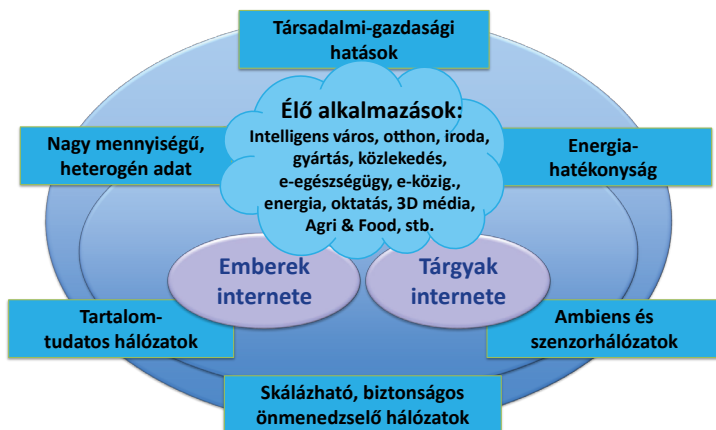 Társadalmi-gazdasági
hatások
Élő alkalmazások:
Intelligens város, otthon, iroda,
gyártás, közlekedés,
e-egészségügy, e-közig.,
energia, oktatás, 3D média,
Agri & Food, stb.
Nagy mennyiségű,
heterogén adat
Energia-
hatékonyság
Emberek
internete
Tárgyak
internete
Tartalom-
tudatos hálózatok
Ambiens és
szenzorhálózatok
Skálázható, biztonságos
önmenedzselő hálózatok